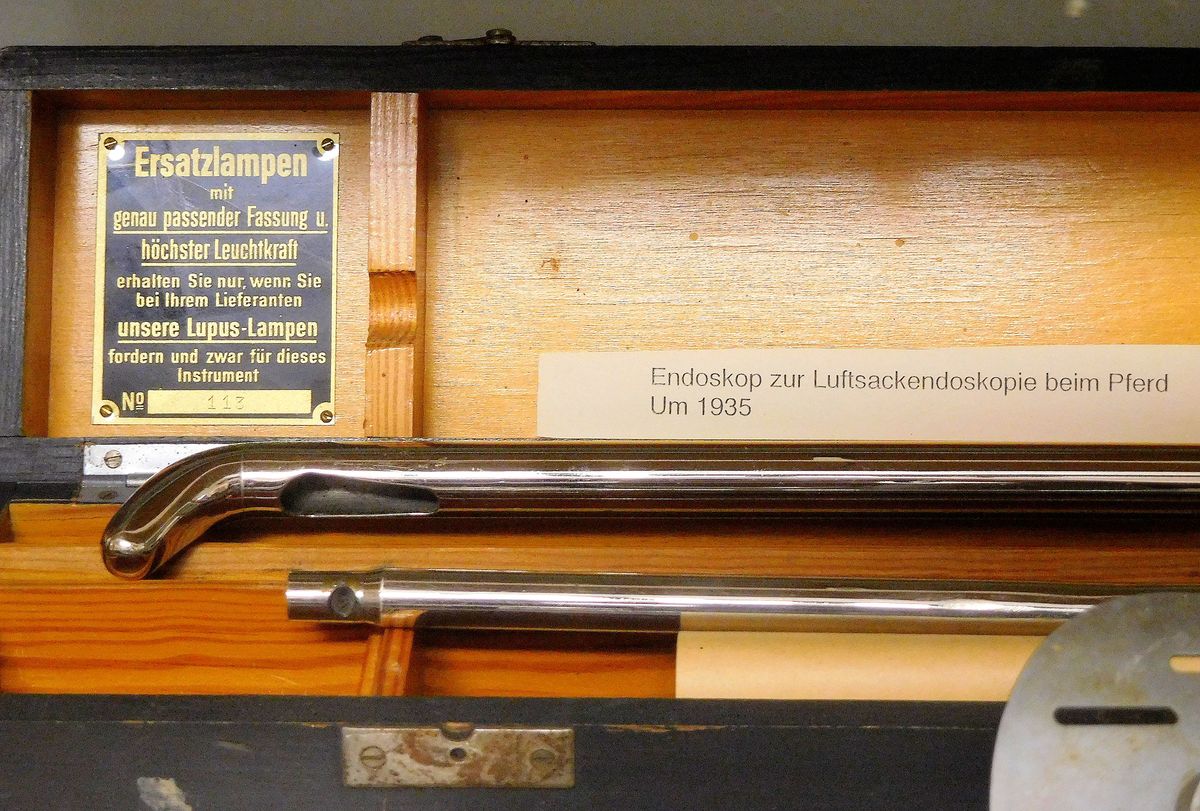 Ersatzlampen
mit
genau passender Fassung u.
höchster Leuchtkraft
erhalten Sie nur, wenn Sie
bei Ihrem Lieferanten
unsere Lupus-Lampen
fordern und zwar für dieses
Instrument
Nº 113
Endoskop zur Luftsackendoskopie beim Pferd
Um 1935